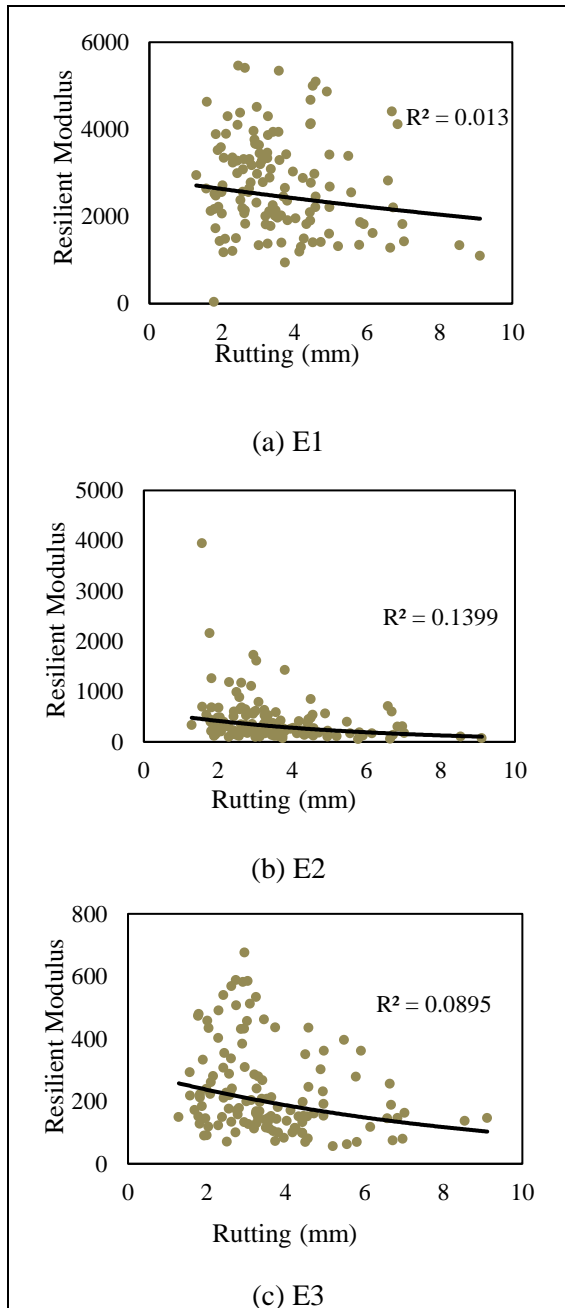 6000
4000
2000
0
Resilient Modulus
R² = 0.013
0 2 4 6 8 10
Rutting (mm)
(a) E1
5000
4000
3000
2000
1000
0
Resilient Modulus
R² = 0.1399
0 2 4 6 8 10
Rutting (mm)
(b) E2
800
600
400
200
0
Resilient Modulus
R² = 0.0895
0 2 4 6 8 10
Rutting (mm)
(c) E3